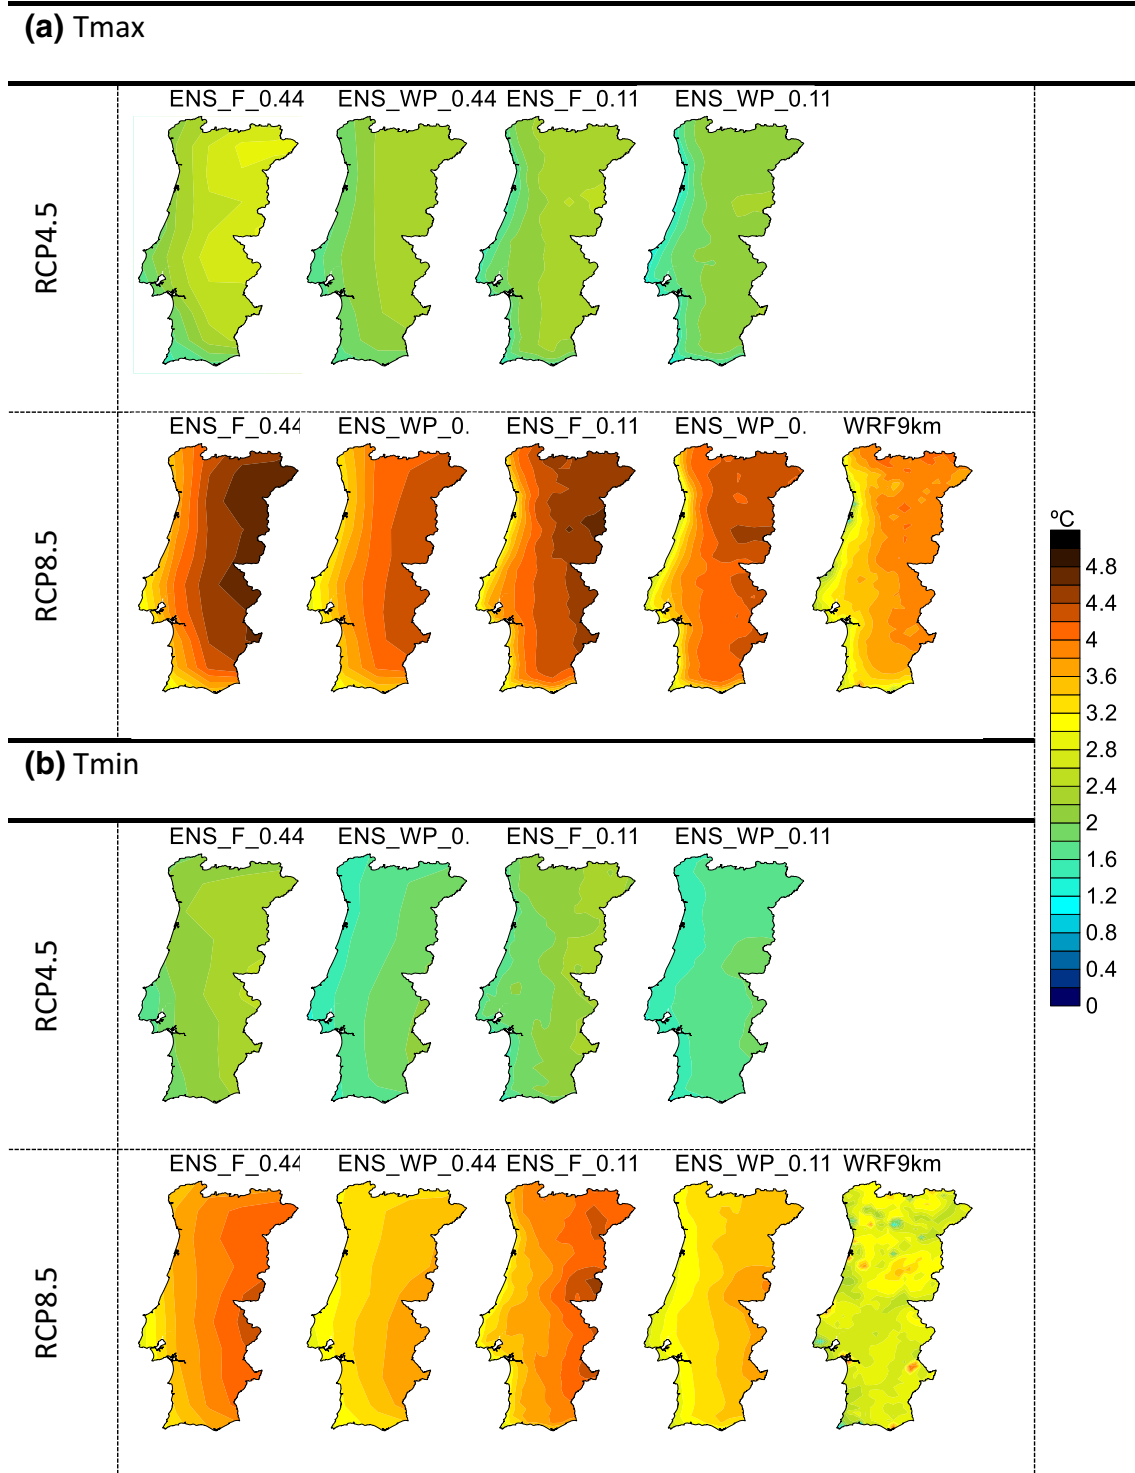 (a) Tmax
ENS_F_0.44 ENS_WP_0.44 ENS_F_0.11 ENS_WP_0.11
RCP4.5
ENS_F_0.44 ENS_WP_0. ENS_F_0.11 ENS_WP_0. WRF9km
RCP8.5
ºC
4.8
4.4
4
3.6
3.2
2.8
2.4
2
1.6
1.2
0.8
0.4
0
(b) Tmin
ENS_F_0.44 ENS_WP_0. ENS_F_0.11 ENS_WP_0.11
RCP4.5
ENS_F_0.44 ENS_WP_0.44 ENS_F_0.11 ENS_WP_0.11 WRF9km
RCP8.5